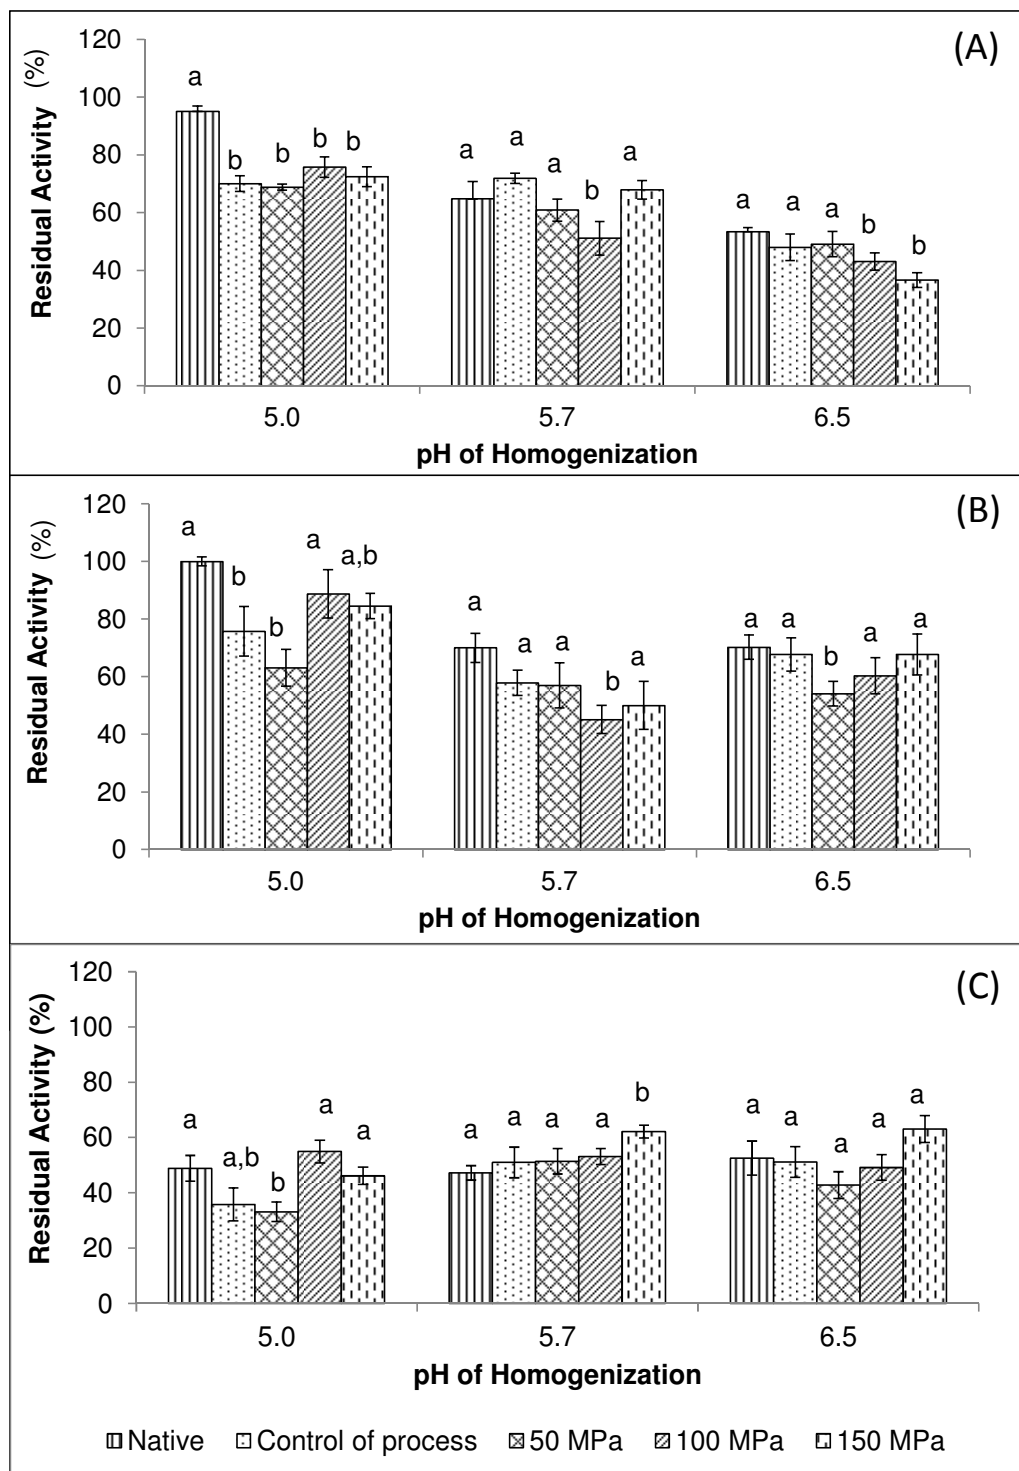 (A)
Residual Activity (%)
120
100
80
60
40
20
0
a b b b b
a a a b a
a a a b b
5.0 5.7 6.5
pH of Homogenization
(B)
Residual Activity (%)
120
100
80
60
40
20
0
a b b a a,b
a a a b a
a a b a a
5.0 5.7 6.5
pH of Homogenization
(C)
Residual Activity (%)
120
100
80
60
40
20
0
a a,b b a a
a a a a b
a a a a a
5.0 5.7 6.5
pH of Homogenization
Native Control of process 50 MPa 100 MPa 150 MPa